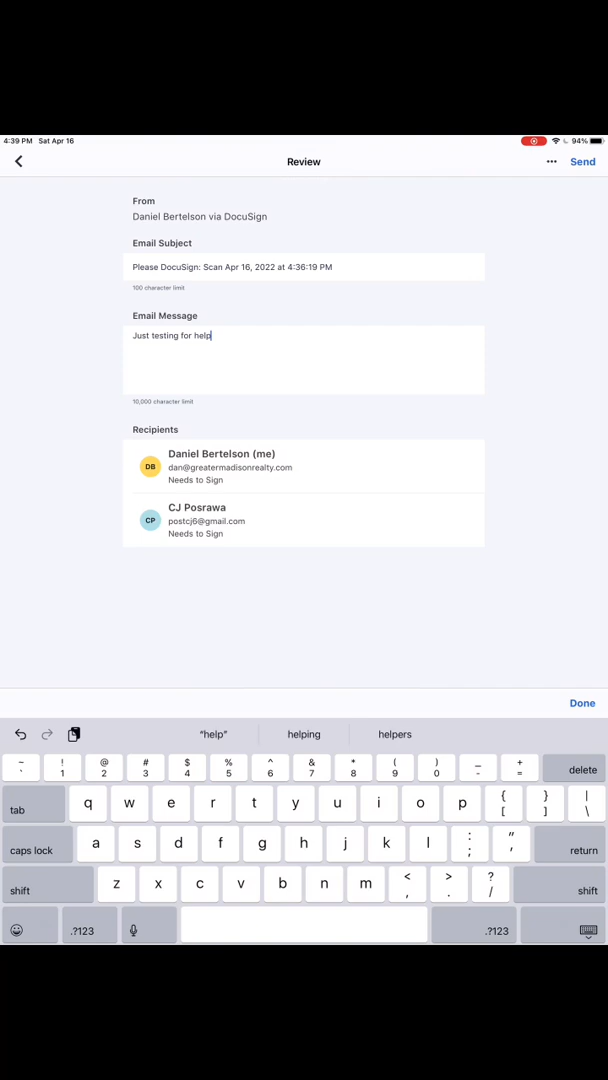 4:39 PM Sat Apr 16 94%
Review ••• Send
From
Daniel Bertelson via DocuSign
Email Subject
Please DocuSign: Scan Apr 16, 2022 at 4:36:19 PM
100 character limit
Email Message
Just testing for help
10,000 character limit
Recipients
DB Daniel Bertelson (me)
dan@greatermadisonrealty.com
Needs to Sign
CP CJ Posrawa
postcj6@gmail.com
Needs to Sign
Done
“help” helping helpers
~ ! @ # $ % ^ & * ( ) _ +
` 1 2 3 4 5 6 7 8 9 0 - = delete
tab q w e r t y u i o p { [ } ] | \
caps lock a s d f g h j k l : ; " ' return
shift z x c v b n m < , > . ? / shift
.?123 .?123